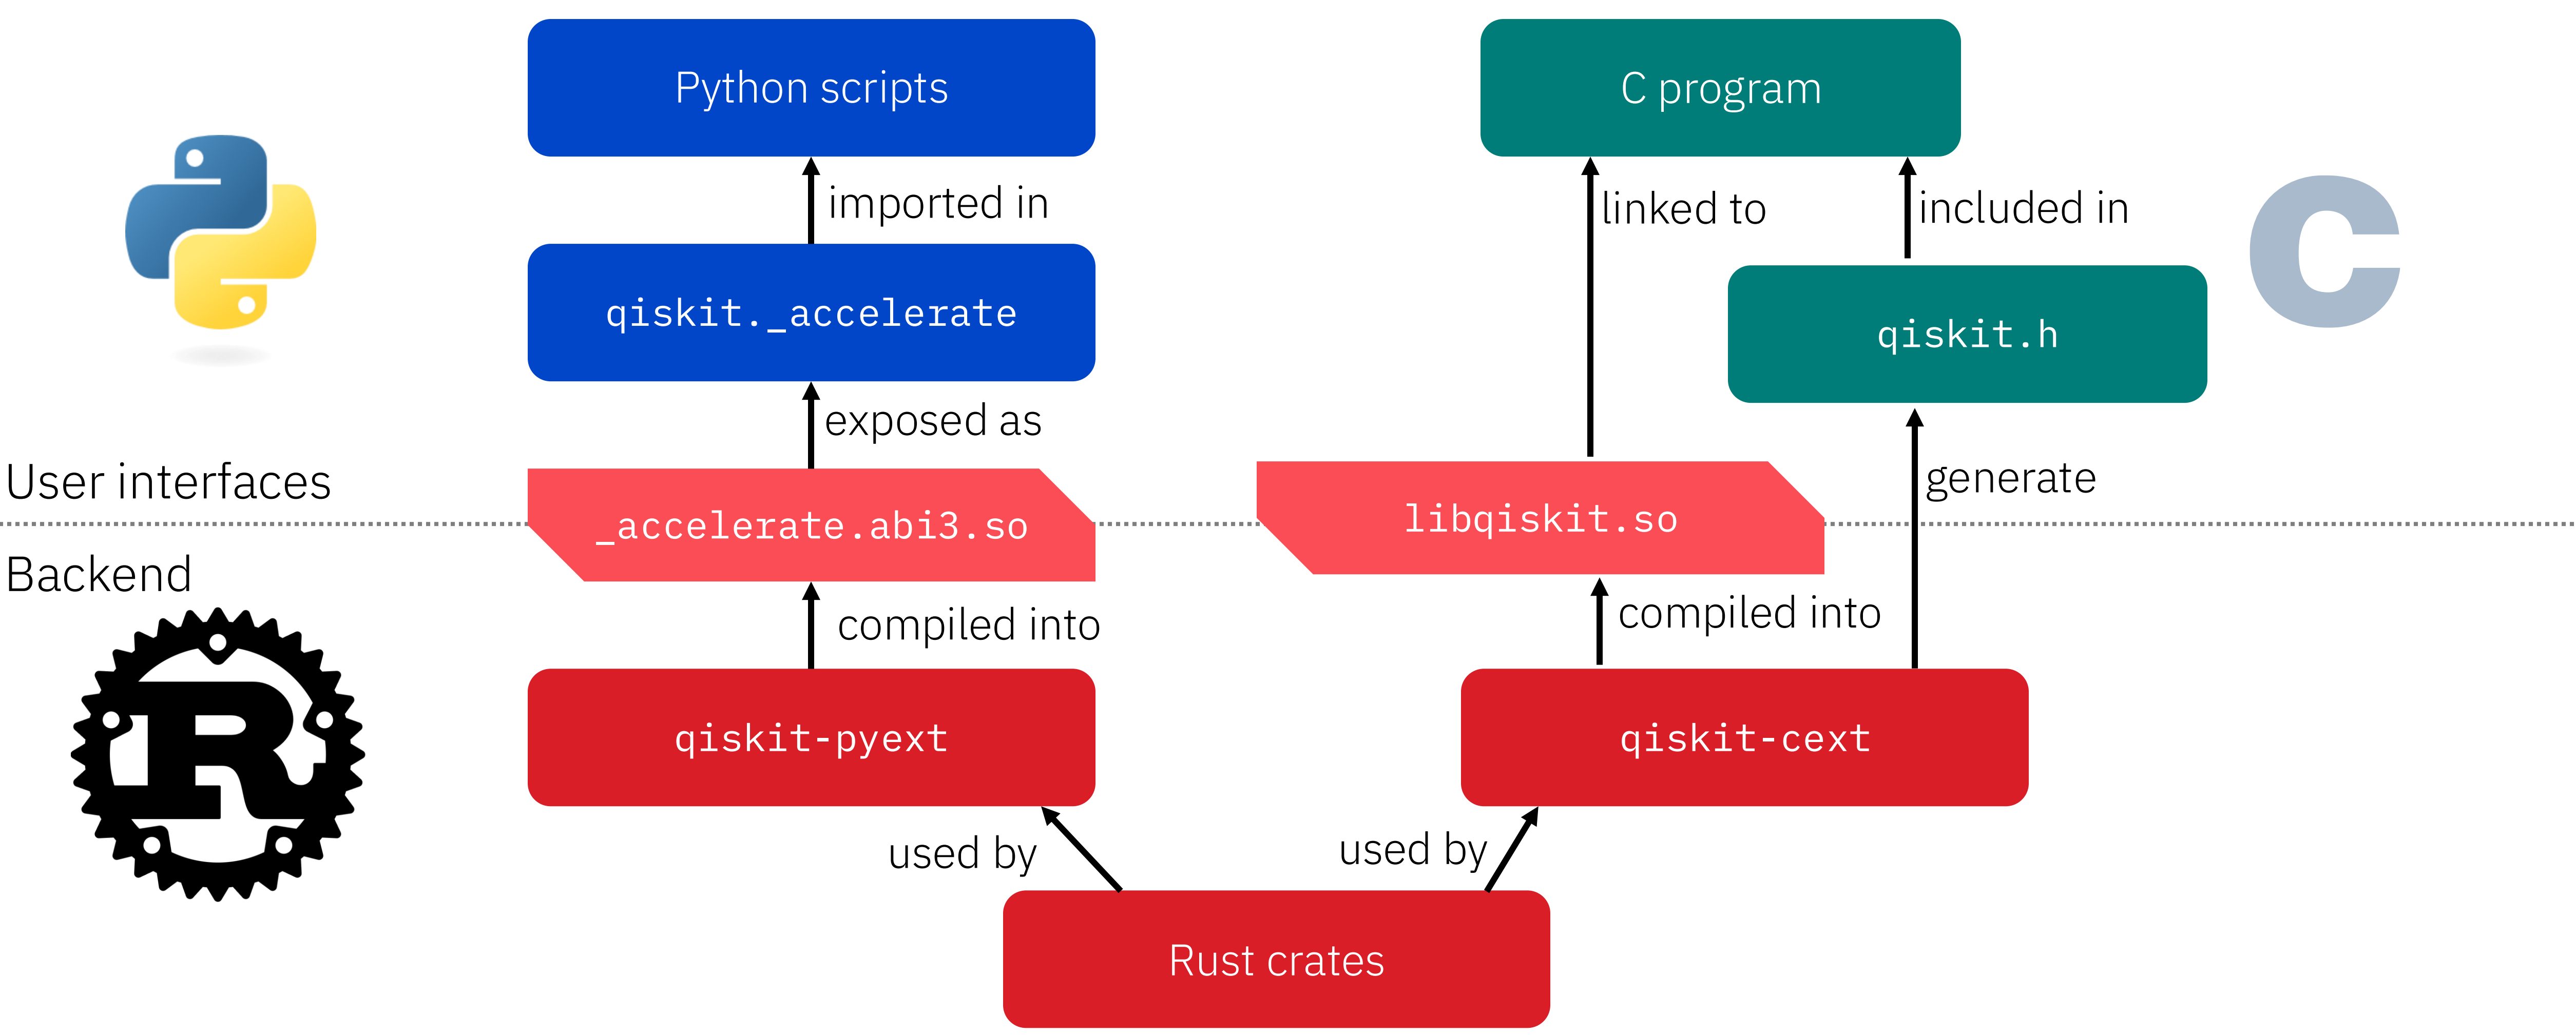 Python scripts
C program
imported in
linked to
included in
qiskit._accelerate
qiskit.h
exposed as
generate
User interfaces
_accelerate.abi3.so
libqiskit.so
Backend
compiled into
compiled into
qiskit-pyext
qiskit-cext
used by
used by
Rust crates
C
R